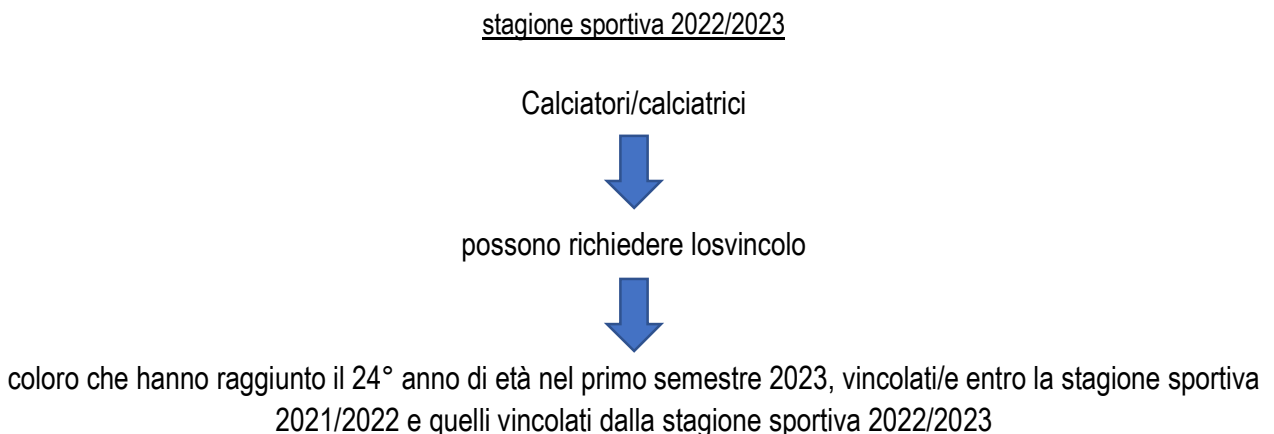 stagione sportiva 2022/2023
Calciatori/calciatrici
possono richiedere losvincolo
coloro che hanno raggiunto il 24° anno di età nel primo semestre 2023, vincolati/e entro la stagione sportiva
2021/2022 e quelli vincolati dalla stagione sportiva 2022/2023